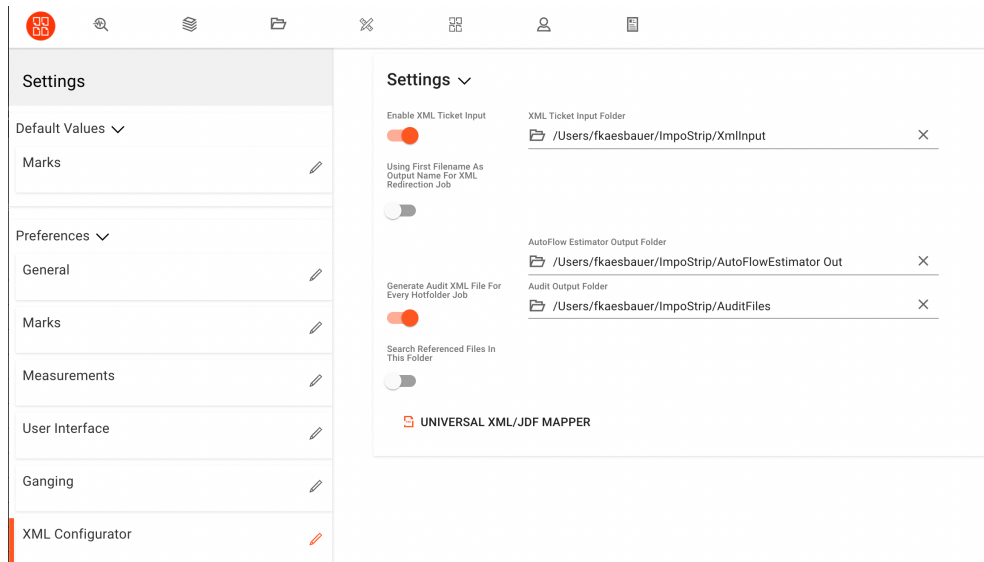 Settings
Default Values
Marks
Preferences
General
Marks
Measurements
User Interface
Ganging
XML Configurator
Settings
Enable XML Ticket Input
XML Ticket Input Folder
/Users/fkaesbauer/ImpoStrip/XmlInput
Using First Filename As
Output Name For XML
Redirection Job
AutoFlow Estimator Output Folder
/Users/fkaesbauer/ImpoStrip/AutoFlowEstimator Out
Generate Audit XML File For
Every Hotfolder Job
Audit Output Folder
/Users/fkaesbauer/ImpoStrip/AuditFiles
Search Referenced Files In
This Folder
UNIVERSAL XML/JDF MAPPER